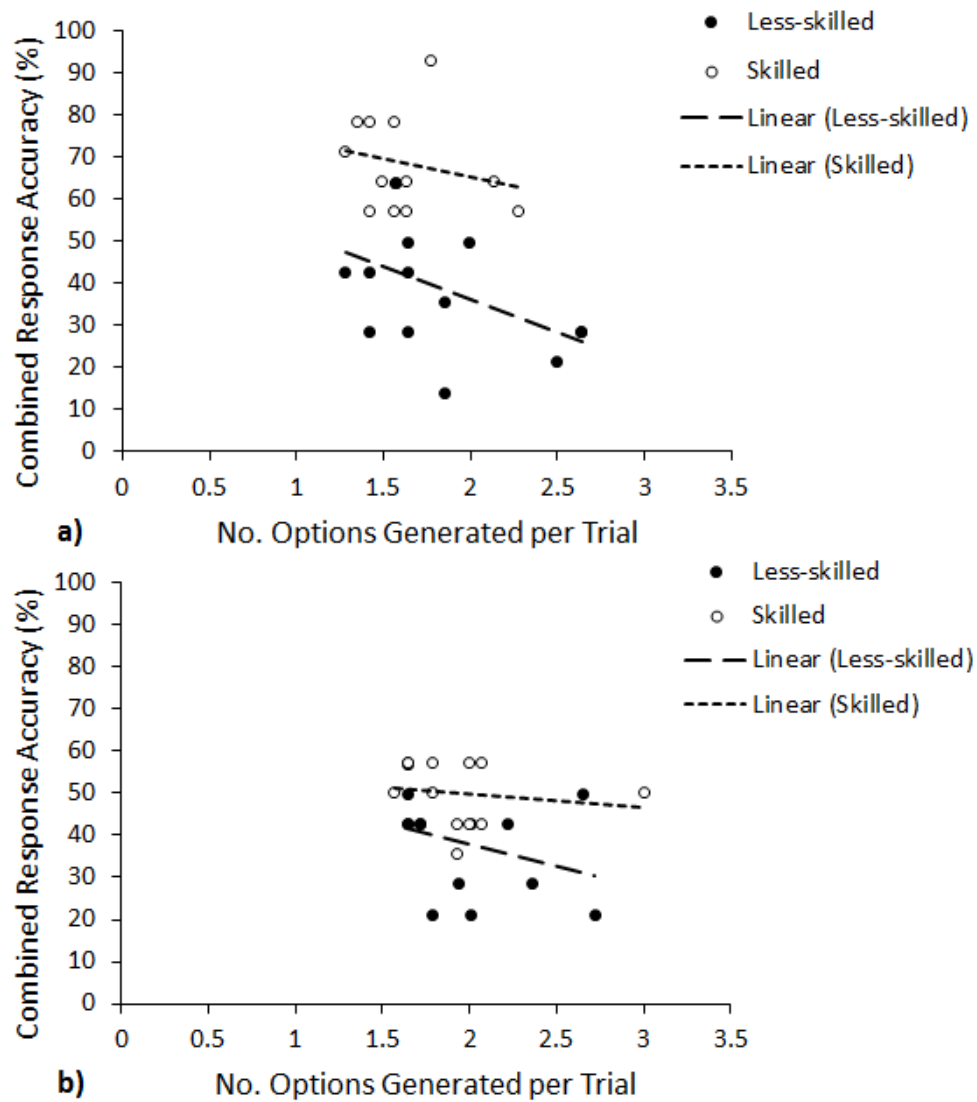 Combined Response Accuracy (%)
100
90
80
70
60
50
40
30
20
10
0
0 0.5 1 1.5 2 2.5 3 3.5
a) No. Options Generated per Trial
Less-skilled
Skilled
Linear (Less-skilled)
Linear (Skilled)
Combined Response Accuracy (%)
100
90
80
70
60
50
40
30
20
10
0
0 0.5 1 1.5 2 2.5 3 3.5
b) No. Options Generated per Trial
Less-skilled
Skilled
Linear (Less-skilled)
Linear (Skilled)